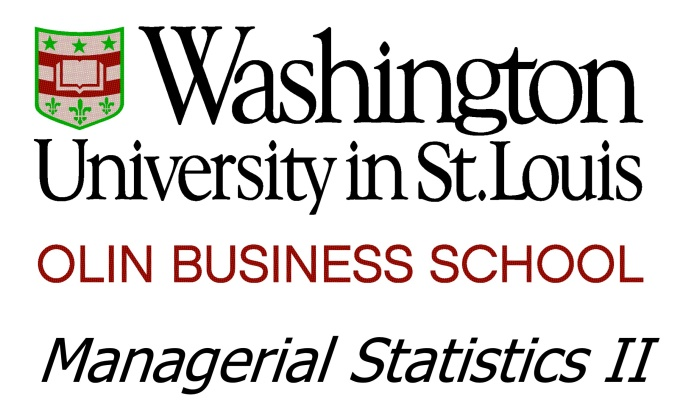 Washington
University in St. Louis
OLIN BUSINESS SCHOOL
Managerial Statistics II